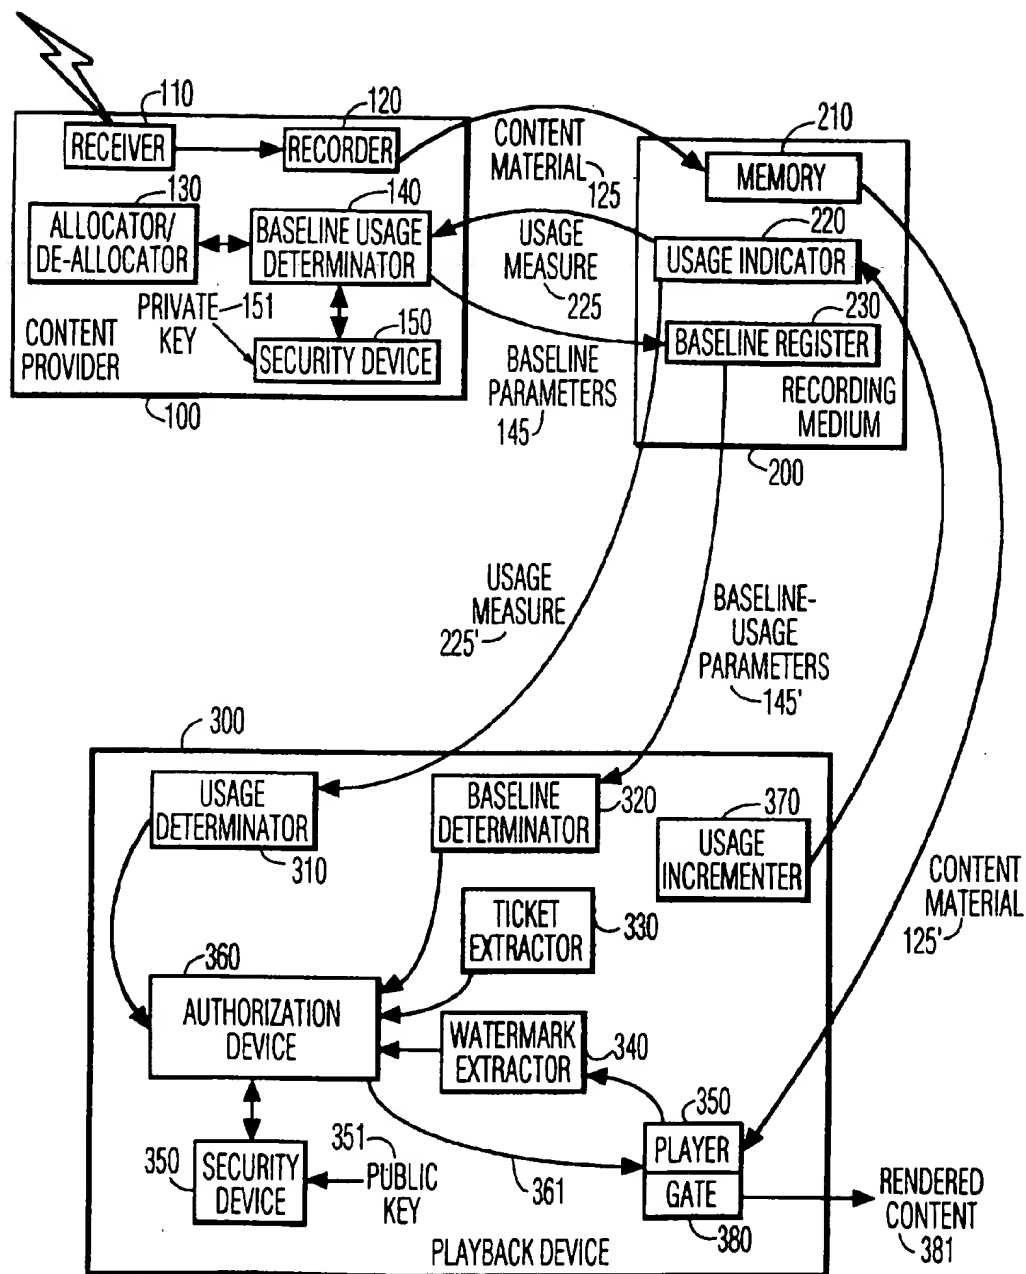 110
120
RECEIVER
RECORDER
CONTENT
MATERIAL
125
210
MEMORY
130
140
ALLOCATOR/
DE-ALLOCATOR
BASELINE USAGE
DETERMINATOR
USAGE
MEASURE
225
220
USAGE INDICATOR
PRIVATE
KEY
151
150
SECURITY DEVICE
CONTENT
PROVIDER
100
BASELINE
PARAMETERS
145
230
BASELINE REGISTER
RECORDING
MEDIUM
200
USAGE
MEASURE
225'
BASELINE-
USAGE
PARAMETERS
145'
300
USAGE
DETERMINATOR
310
BASELINE
DETERMINATOR
320
370
USAGE
INCREMENTER
CONTENT
MATERIAL
125'
TICKET
EXTRACTOR
330
360
AUTHORIZATION
DEVICE
WATERMARK
EXTRACTOR
340
350
PLAYER
GATE
380
350
SECURITY
DEVICE
351
PUBLIC
KEY
361
RENDERED
CONTENT
381
PLAYBACK DEVICE